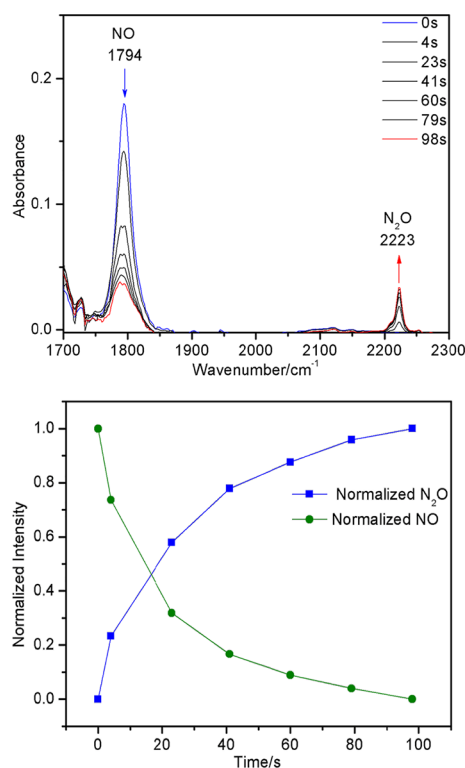 NO
1794
0s
4s
23s
41s
60s
79s
98s
N₂O
2223
0.2
0.1
0.0
Absorbance
1700 1800 1900 2000 2100 2200 2300
Wavenumber/cm⁻¹
1.0
0.8
0.6
0.4
0.2
0.0
Normalized Intensity
Normalized N₂O
Normalized NO
0 20 40 60 80 100
Time/s